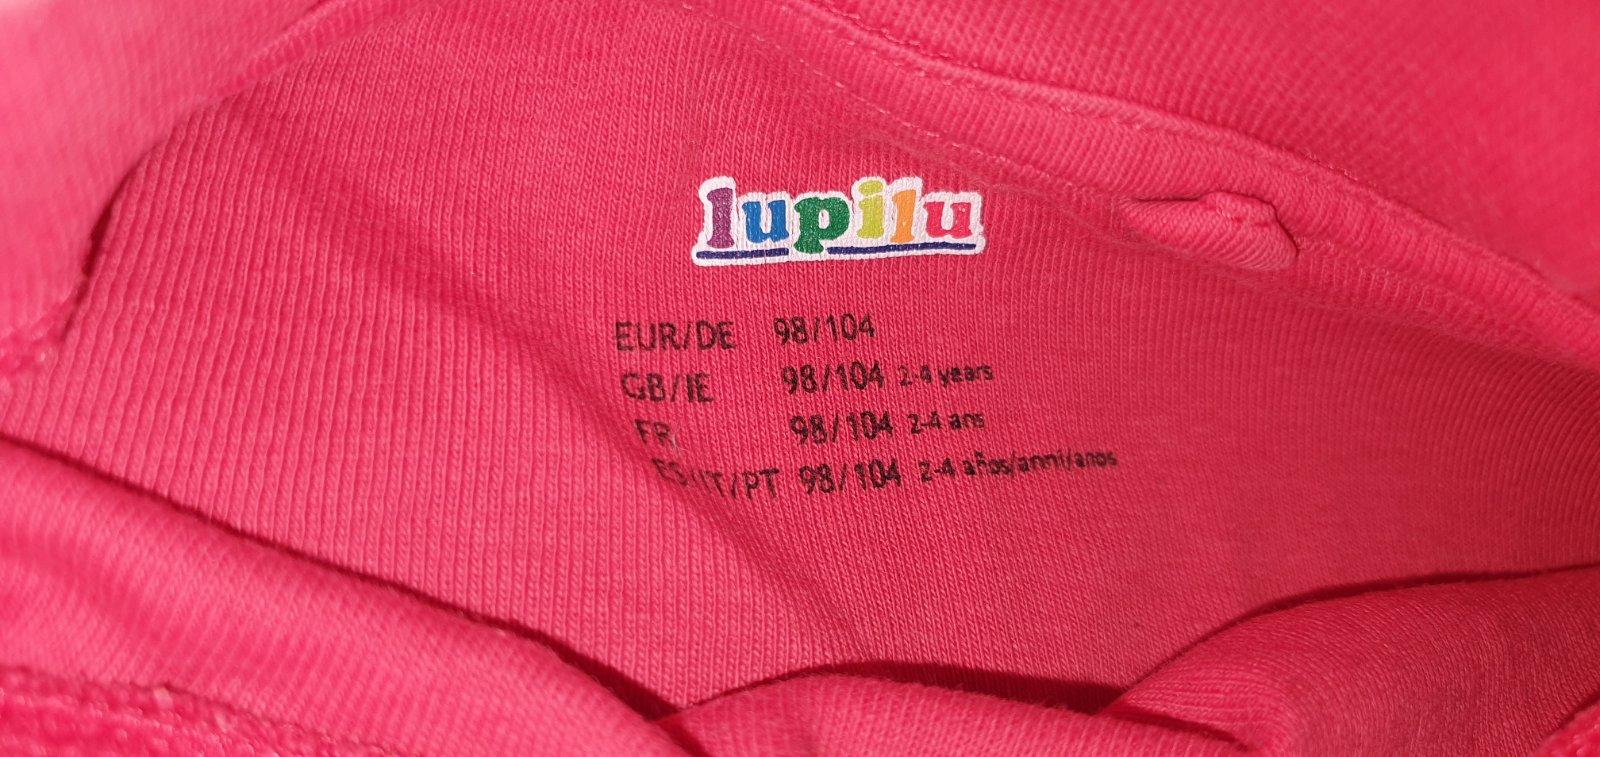 lupilu
EUR/DE 98/104
GB/IE 98/104 2-4 years
FR 98/104 2-4 ans
ES/IT/PT 98/104 2-4 años/anni/anos